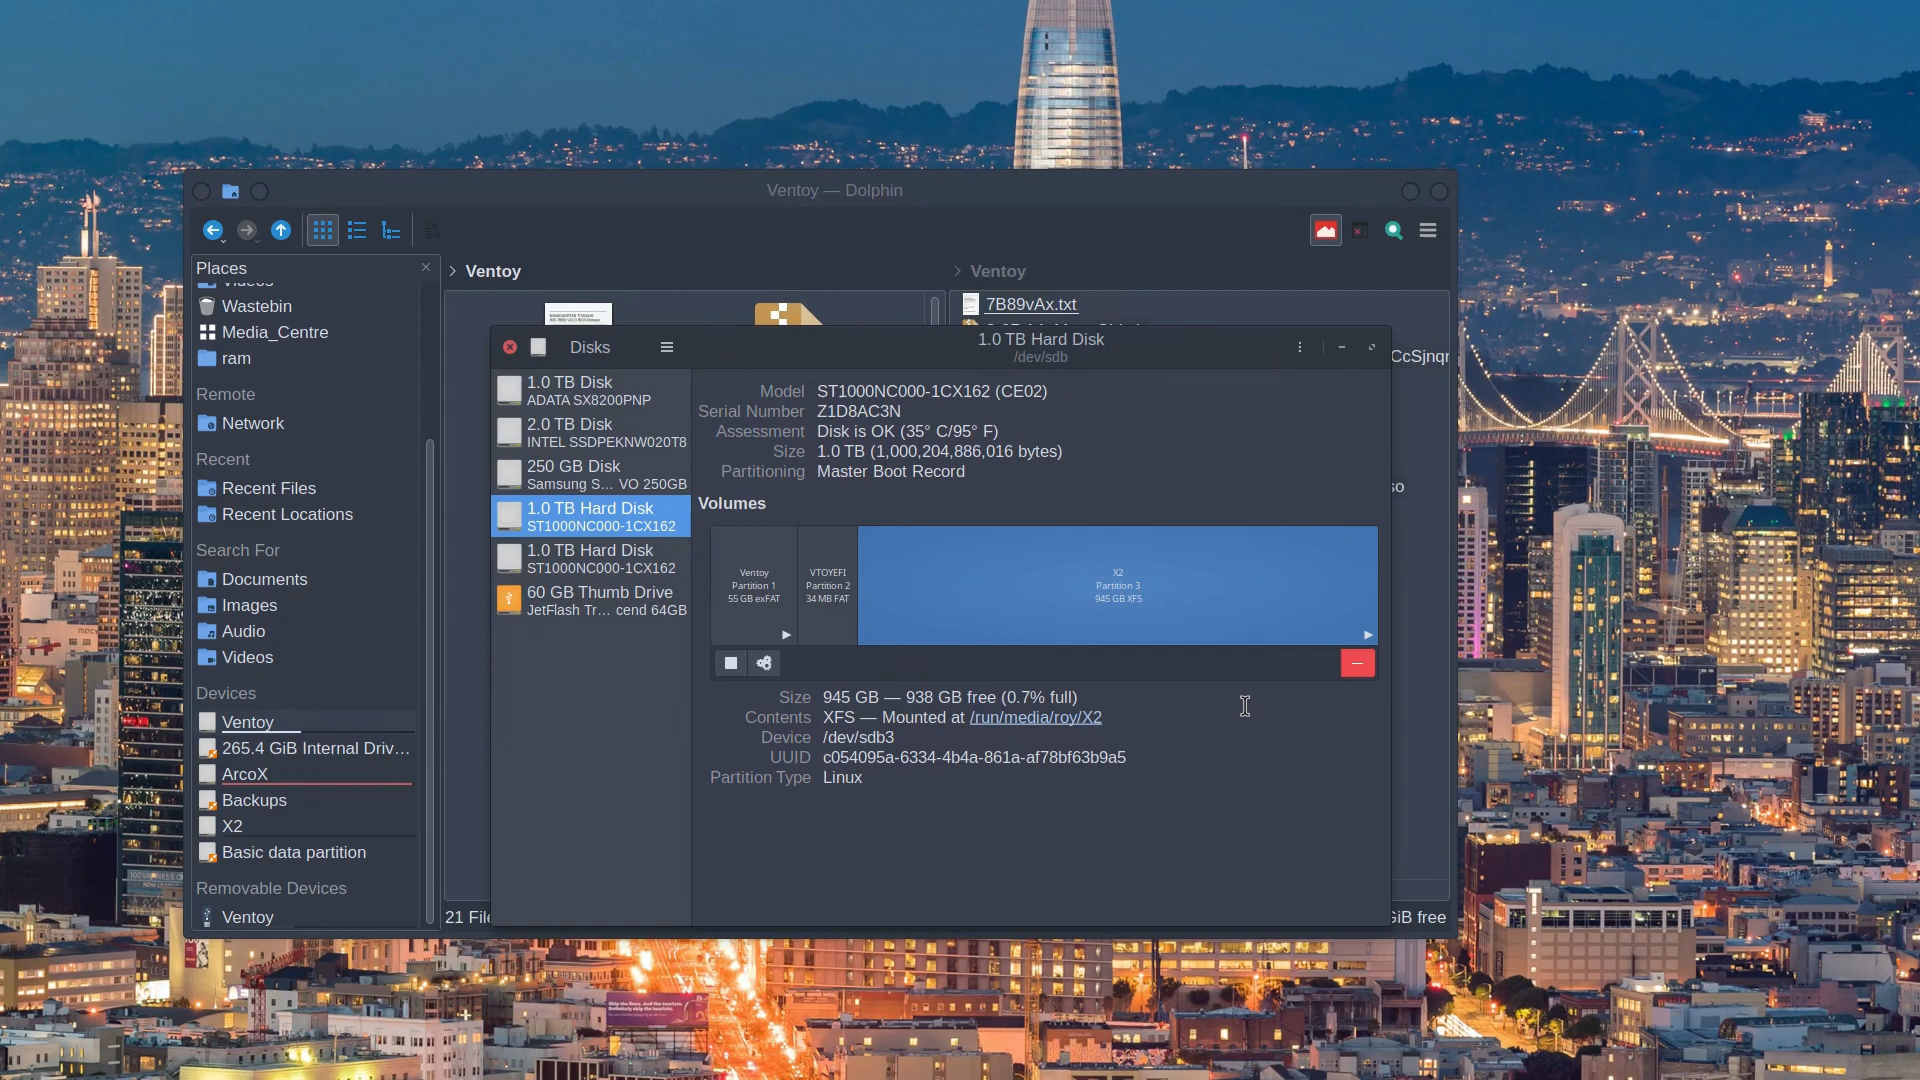 Ventoy — Dolphin
Places
Videos
Wastebin
Media_Centre
ram
Remote
Network
Recent
Recent Files
Recent Locations
Search For
Documents
Images
Audio
Videos
Devices
Ventoy
265.4 GiB Internal Driv...
ArcoX
Backups
X2
Basic data partition
Removable Devices
Ventoy
Ventoy
Ventoy
7B89vAx.txt
CcSjnqr
so
21 File
GiB free
Disks
1.0 TB Hard Disk
/dev/sdb
1.0 TB Disk
ADATA SX8200PNP
2.0 TB Disk
INTEL SSDPEKNW020T8
250 GB Disk
Samsung S... VO 250GB
1.0 TB Hard Disk
ST1000NC000-1CX162
1.0 TB Hard Disk
ST1000NC000-1CX162
60 GB Thumb Drive
JetFlash Tr... cend 64GB
Model ST1000NC000-1CX162 (CE02)
Serial Number Z1D8AC3N
Assessment Disk is OK (35° C/95° F)
Size 1.0 TB (1,000,204,886,016 bytes)
Partitioning Master Boot Record
Volumes
Ventoy
Partition 1
55 GB exFAT
VTOYEFI
Partition 2
34 MB FAT
X2
Partition 3
945 GB XFS
Size 945 GB — 938 GB free (0.7% full)
Contents XFS — Mounted at /run/media/roy/X2
Device /dev/sdb3
UUID c054095a-6334-4b4a-861a-af78bf63b9a5
Partition Type Linux